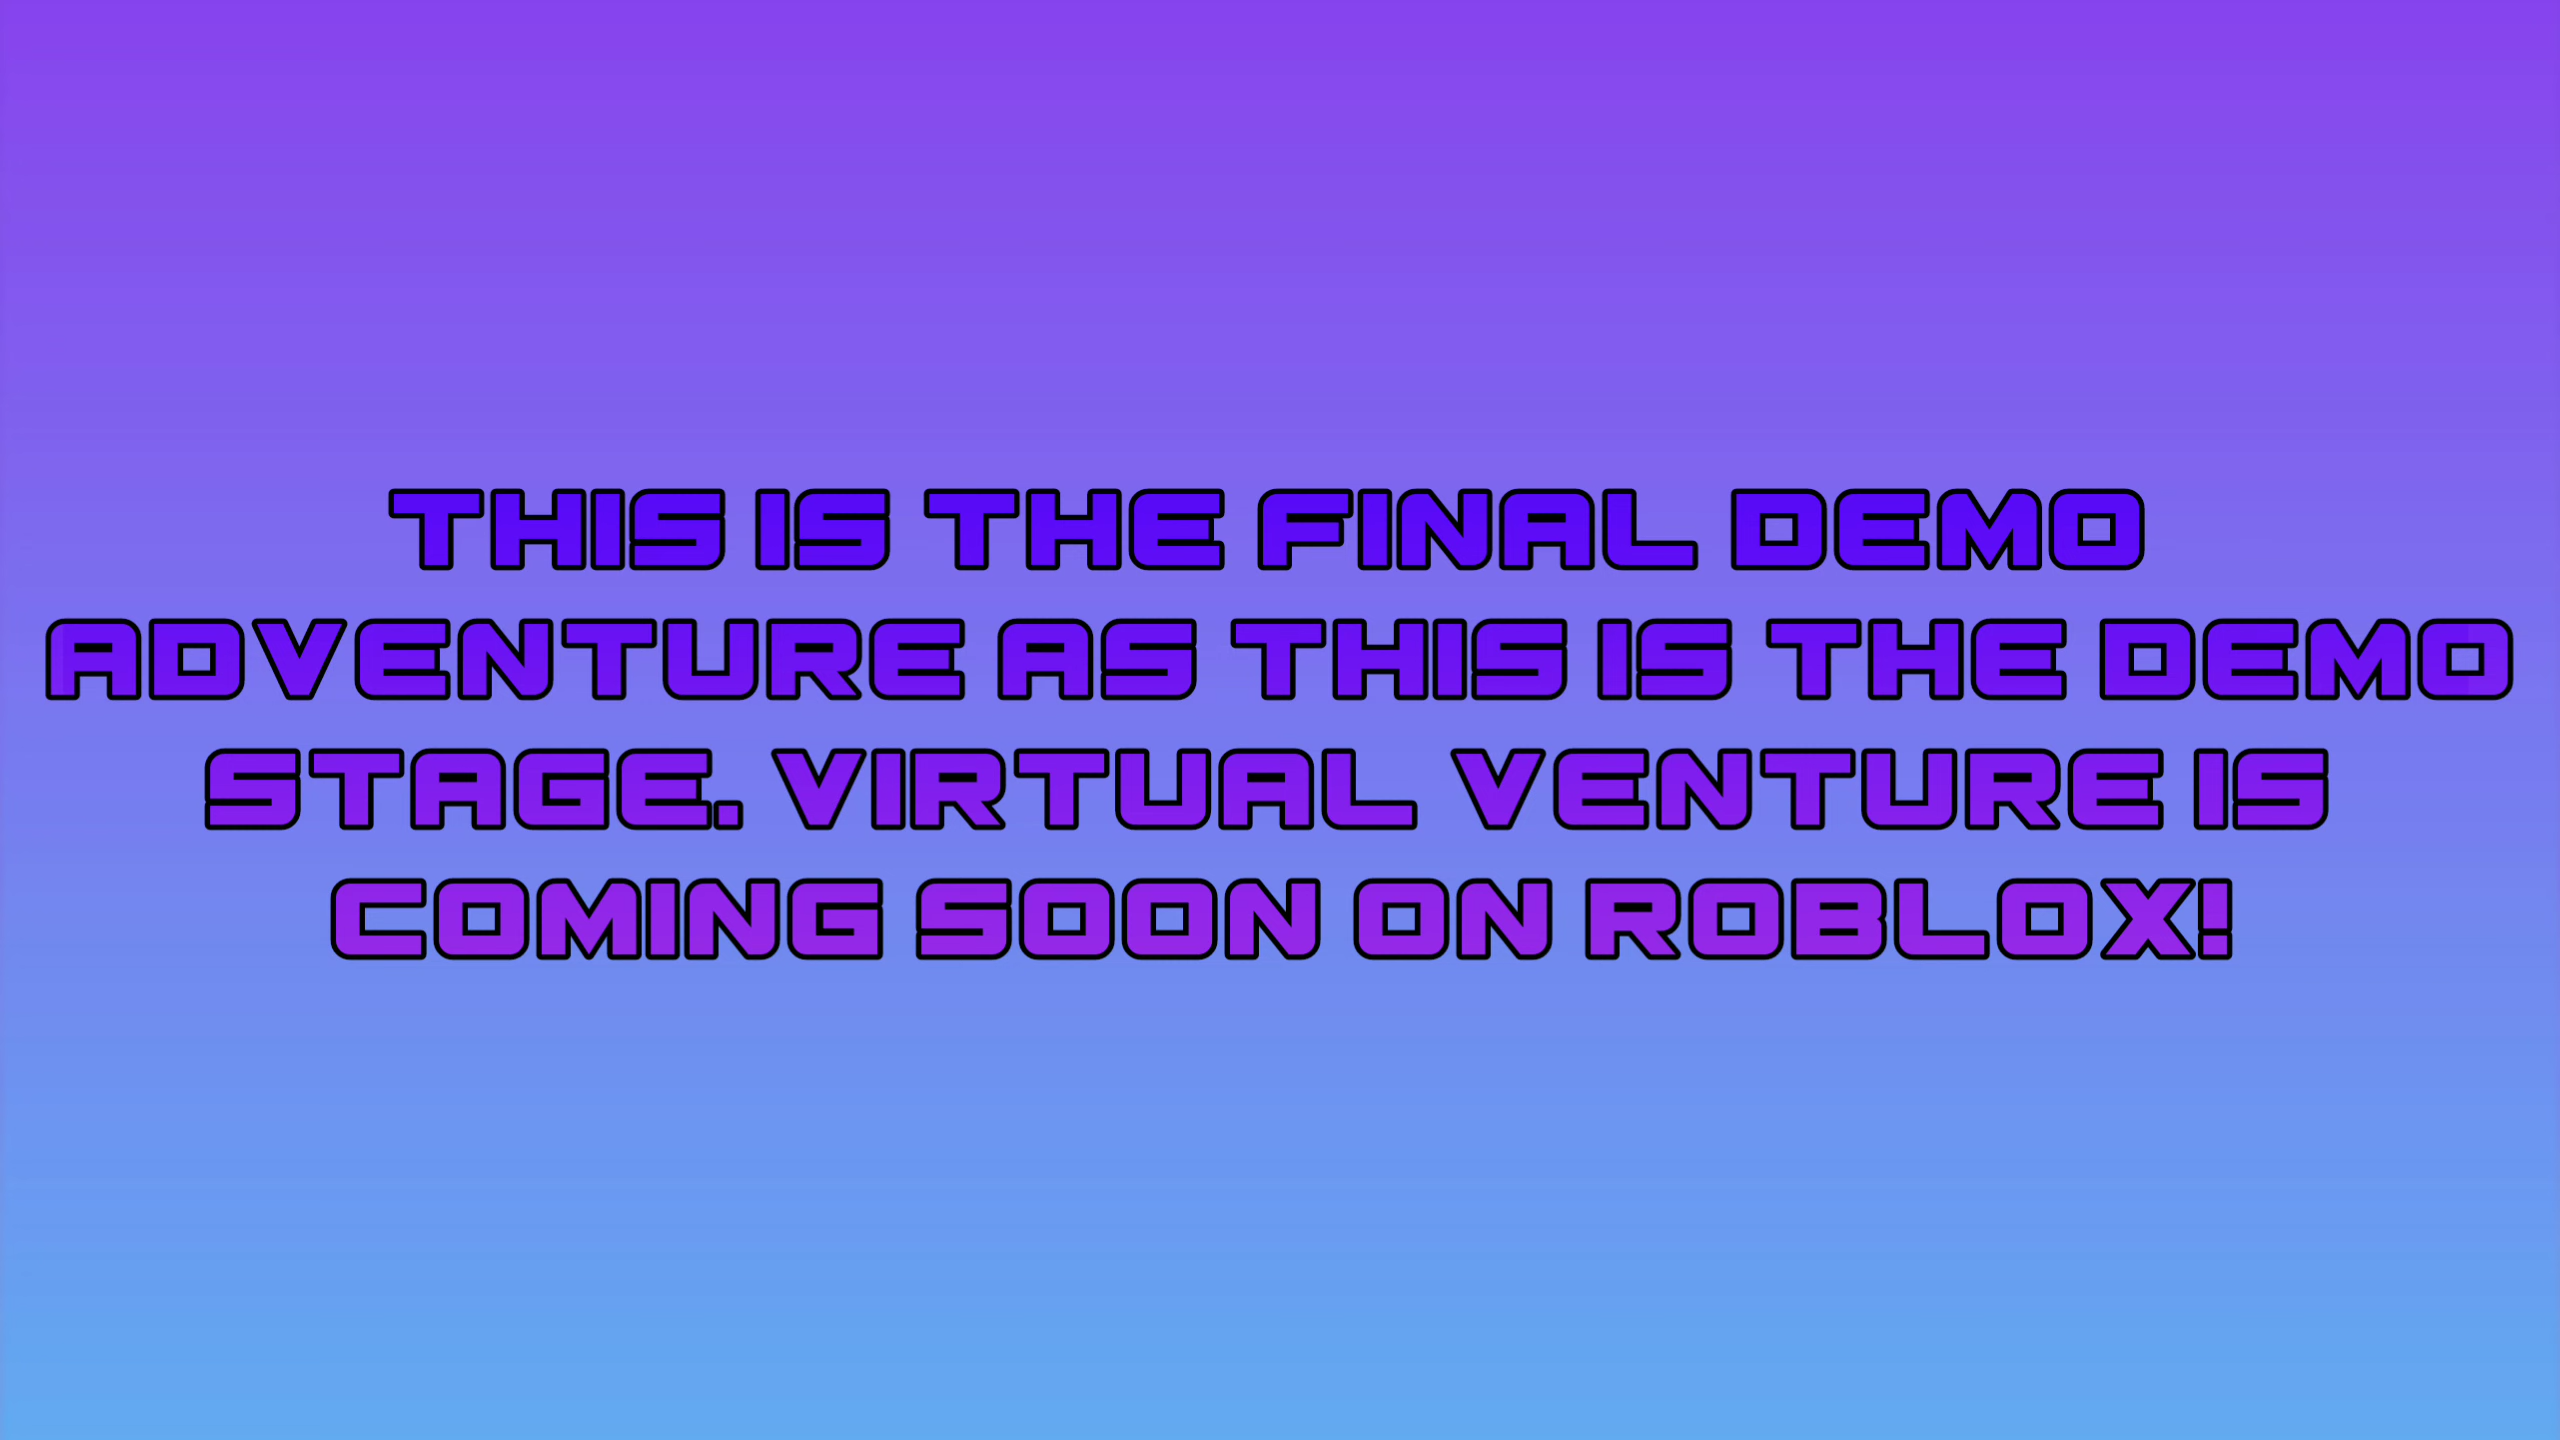 THIS IS THE FINAL DEMO
ADVENTURE AS THIS IS THE DEMO
STAGE. VIRTUAL VENTURE IS
COMING SOON ON ROBLOX!